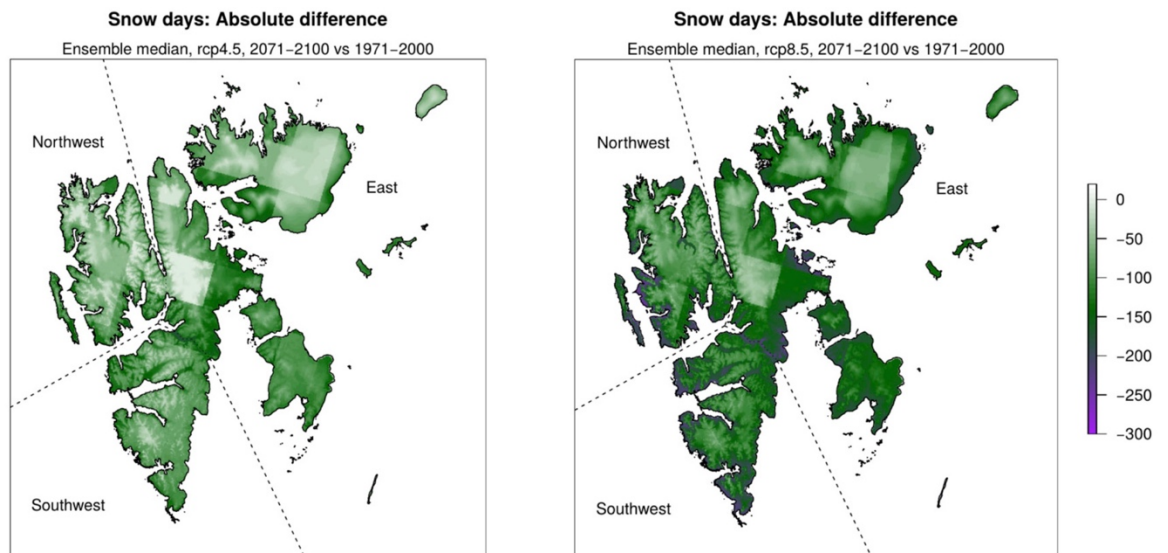 Snow days: Absolute difference
Ensemble median, rcp4.5, 2071−2100 vs 1971−2000
Northwest
East
Southwest
Snow days: Absolute difference
Ensemble median, rcp8.5, 2071−2100 vs 1971−2000
Northwest
East
Southwest
0
−50
−100
−150
−200
−250
−300